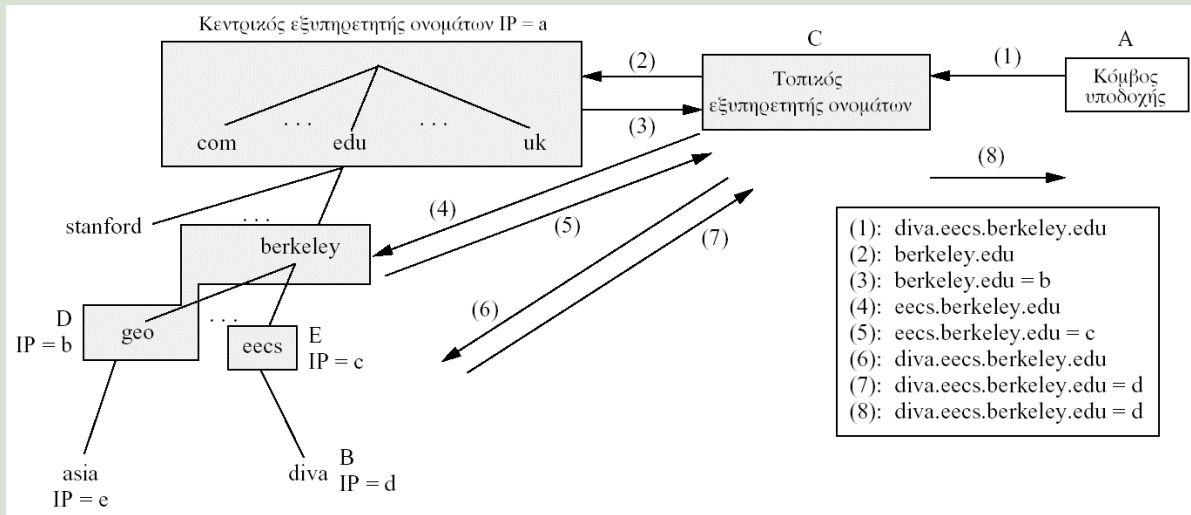 Κεντρικός εξυπηρετητής ονομάτων IP = a
com
. . .
edu
. . .
uk
(2)
(3)
C
Τοπικός
εξυπηρετητής ονομάτων
(1)
A
Κόμβος
υποδοχής
(8)
stanford
. . .
berkeley
(4)
(5)
(6)
(7)
D
IP = b
geo
. . .
eecs
E
IP = c
asia
IP = e
diva
B
IP = d
(1): diva.eecs.berkeley.edu
(2): berkeley.edu
(3): berkeley.edu = b
(4): eecs.berkeley.edu
(5): eecs.berkeley.edu = c
(6): diva.eecs.berkeley.edu
(7): diva.eecs.berkeley.edu = d
(8): diva.eecs.berkeley.edu = d